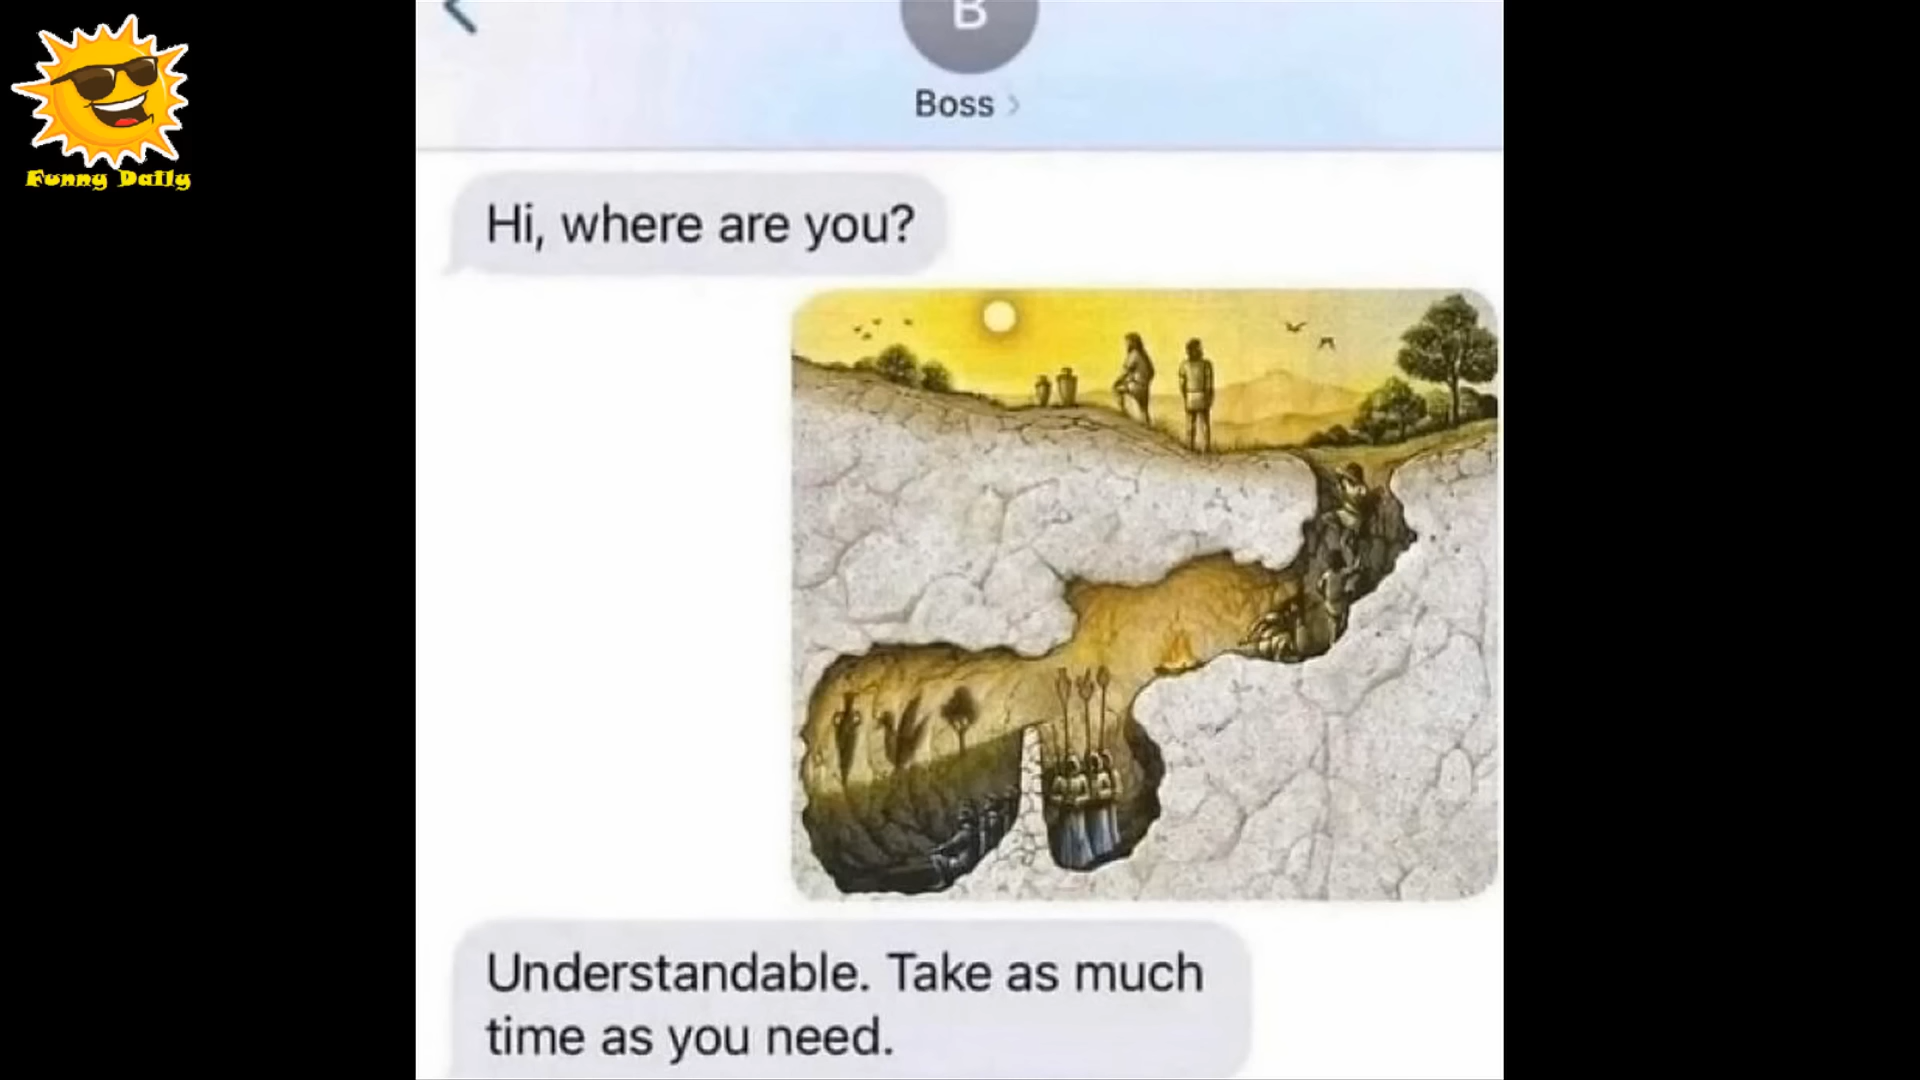 Funny Daily
B
Boss
Hi, where are you?
Understandable. Take as much
time as you need.